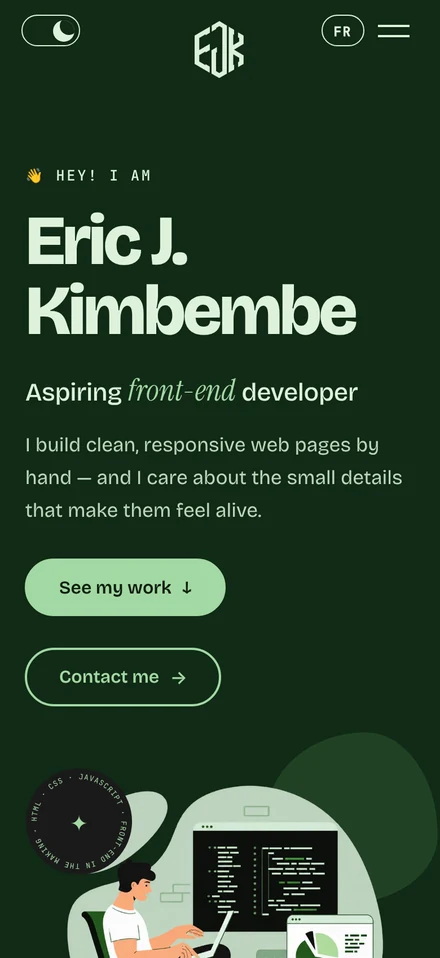 EJK
FR
👋 HEY! I AM
Eric J.
Kimbembe
Aspiring front-end developer
I build clean, responsive web pages by
hand — and I care about the small details
that make them feel alive.
See my work ↓
Contact me →
HTML · CSS · JAVASCRIPT · FRONT-END IN THE MAKING ·